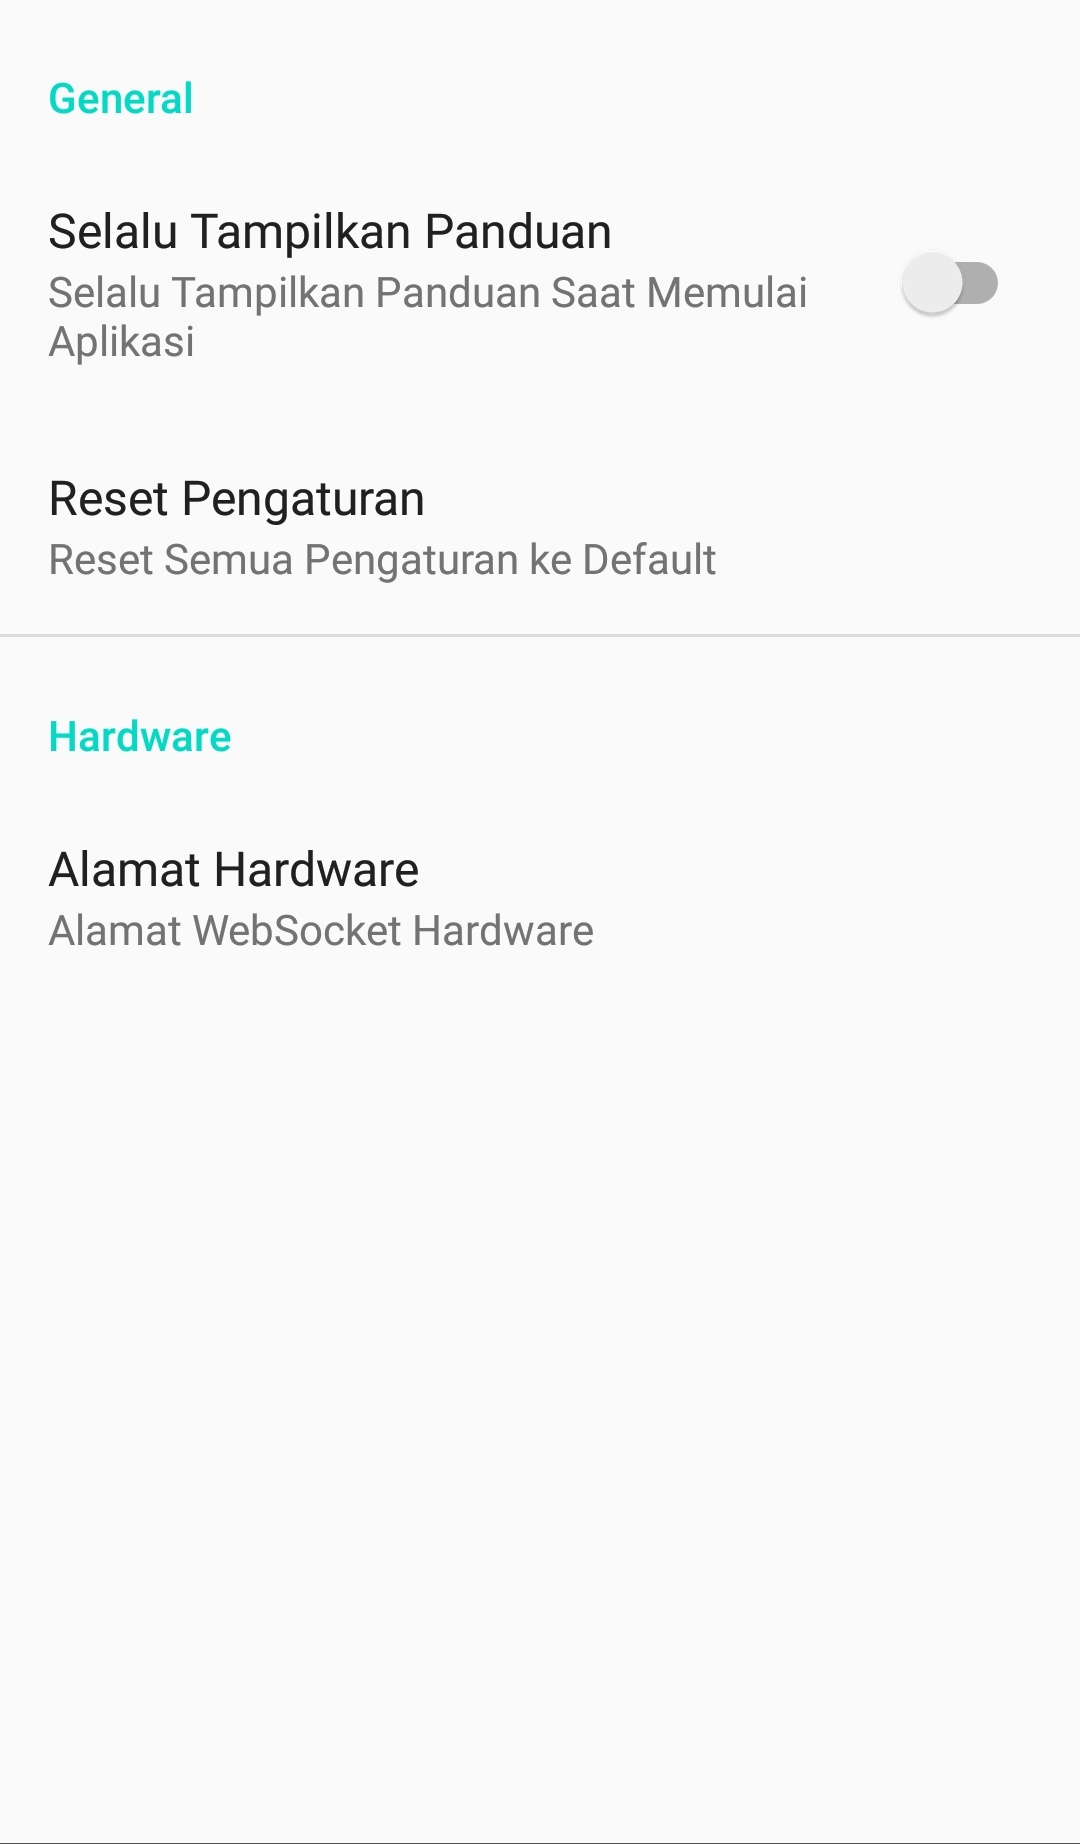 General
Selalu Tampilkan Panduan
Selalu Tampilkan Panduan Saat Memulai
Aplikasi
Reset Pengaturan
Reset Semua Pengaturan ke Default
Hardware
Alamat Hardware
Alamat WebSocket Hardware